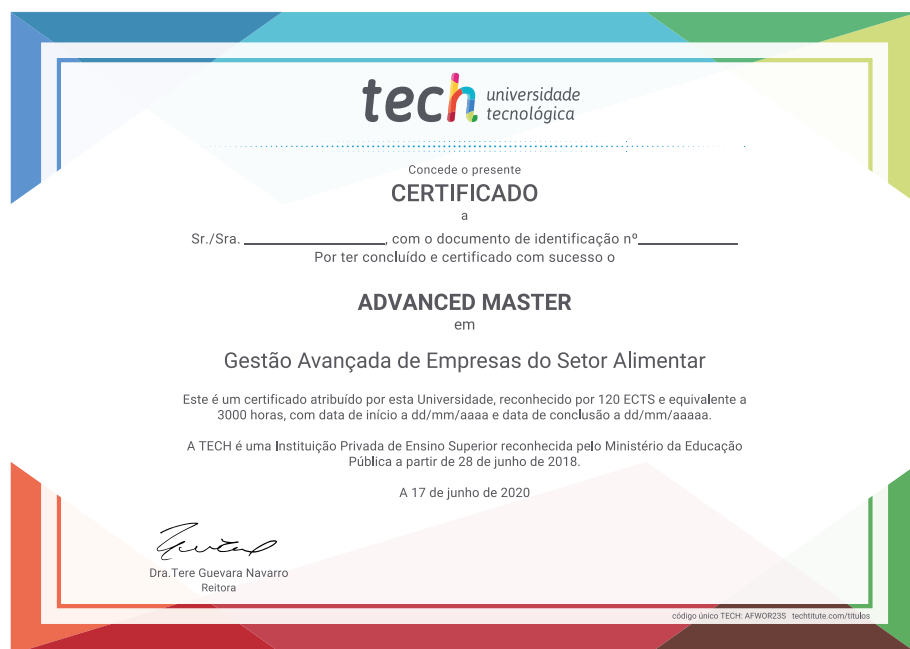 tech universidade
tecnológica
Concede o presente
CERTIFICADO
a
Sr./Sra. ________________, com o documento de identificação nº____________
Por ter concluído e certificado com sucesso o
ADVANCED MASTER
em
Gestão Avançada de Empresas do Setor Alimentar
Este é um certificado atribuído por esta Universidade, reconhecido por 120 ECTS e equivalente a
3000 horas, com data de início a dd/mm/aaaa e data de conclusão a dd/mm/aaaaa.
A TECH é uma Instituição Privada de Ensino Superior reconhecida pelo Ministério da Educação
Pública a partir de 28 de junho de 2018.
A 17 de junho de 2020
Dra.Tere Guevara Navarro
Reitora
código único TECH: AFWOR23S techtitute.com/titulos